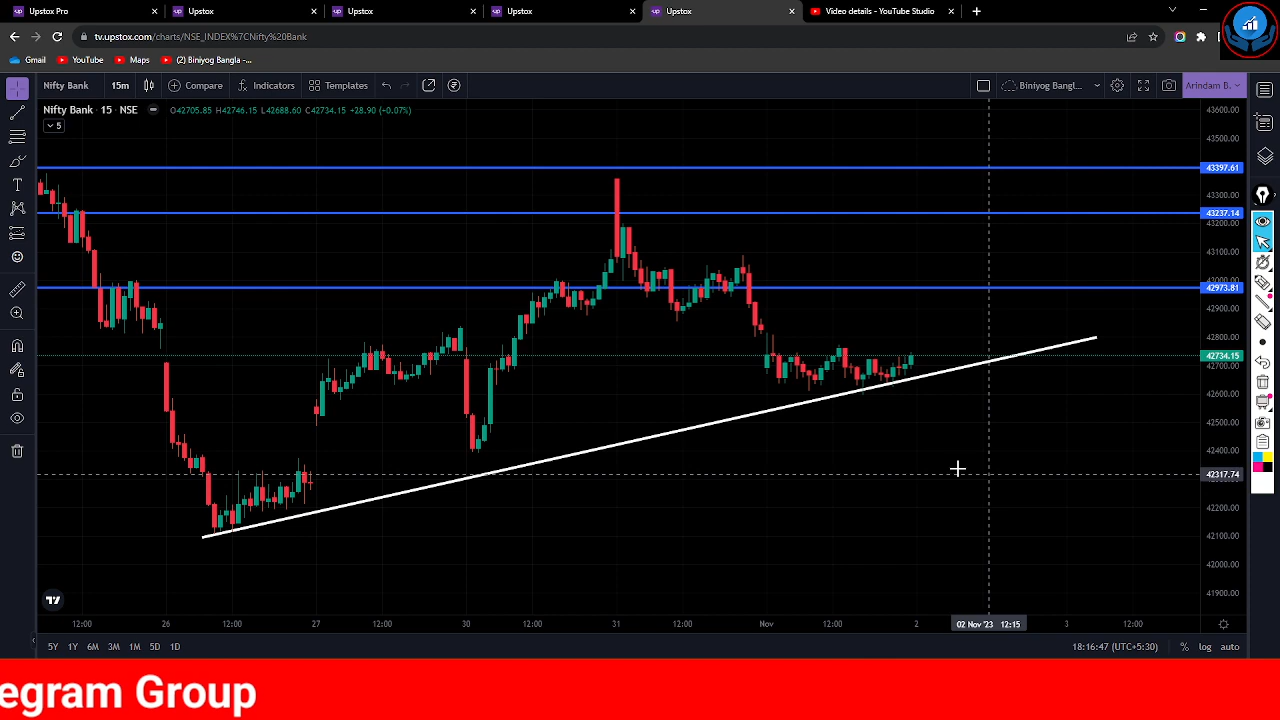 Upstox Pro
Upstox
Upstox
Upstox
Upstox
Video details - YouTube Studio
tv.upstox.com/charts/NSE_INDEX%7CNifty%20Bank
Gmail
YouTube
Maps
(2) Biniyog Bangla -...
Nifty Bank
15m
Compare
Indicators
Templates
Biniyog Bangl...
Arindam B.
Nifty Bank · 15 · NSE
O42705.85 H42746.15 L42688.60 C42734.15 +28.90 (+0.07%)
5
43600.00
43500.00
43397.61
43300.00
43237.14
43200.00
43100.00
43000.00
42973.81
42900.00
42800.00
42734.15
42700.00
42600.00
42500.00
42400.00
42317.74
42200.00
42100.00
42000.00
41900.00
12:00
26
12:00
27
12:00
30
12:00
31
12:00
Nov
12:00
2
02 Nov '23 12:15
3
12:00
5Y 1Y 6M 3M 1M 5D 1D
18:16:47 (UTC+5:30)
% log auto
egram Group